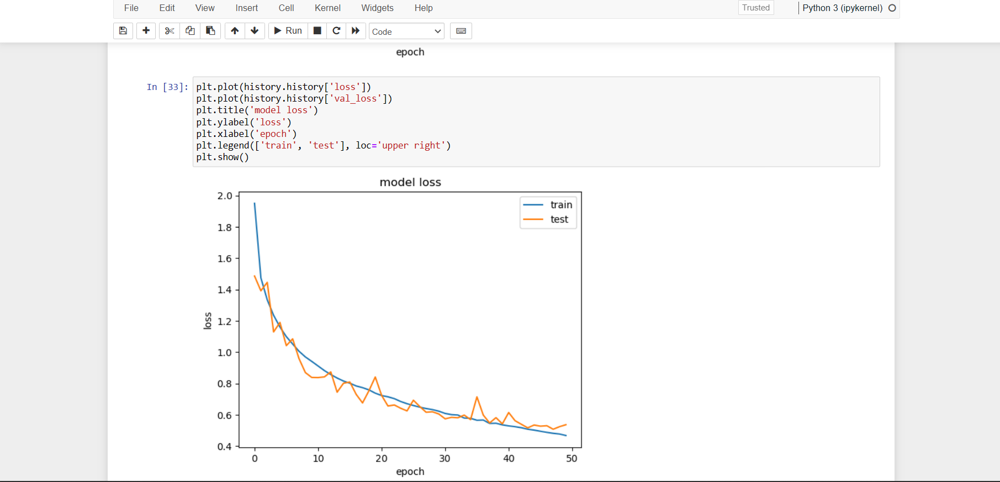 File Edit View Insert Cell Kernel Widgets Help Trusted Python 3 (ipykernel)
Run Code
epoch
In [33]: plt.plot(history.history['loss'])
plt.plot(history.history['val_loss'])
plt.title('model loss')
plt.ylabel('loss')
plt.xlabel('epoch')
plt.legend(['train', 'test'], loc='upper right')
plt.show()
model loss
2.0
train
test
1.8
1.6
1.4
1.2
loss
1.0
0.8
0.6
0.4
0 10 20 30 40 50
epoch